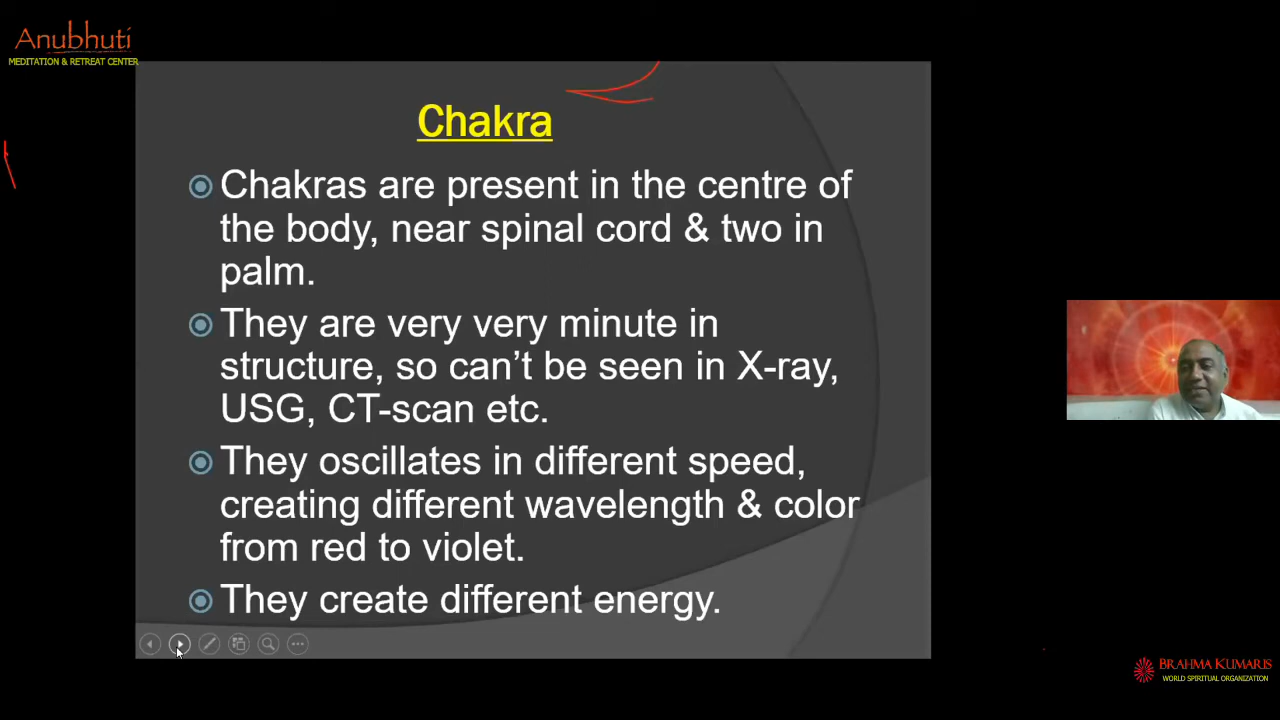 Anubhuti
MEDITATION & RETREAT CENTER
Chakra
Chakras are present in the centre of
the body, near spinal cord & two in
palm.
They are very very minute in
structure, so can’t be seen in X-ray,
USG, CT-scan etc.
They oscillates in different speed,
creating different wavelength & color
from red to violet.
They create different energy.
BRAHMA KUMARIS
WORLD SPIRITUAL ORGANIZATION